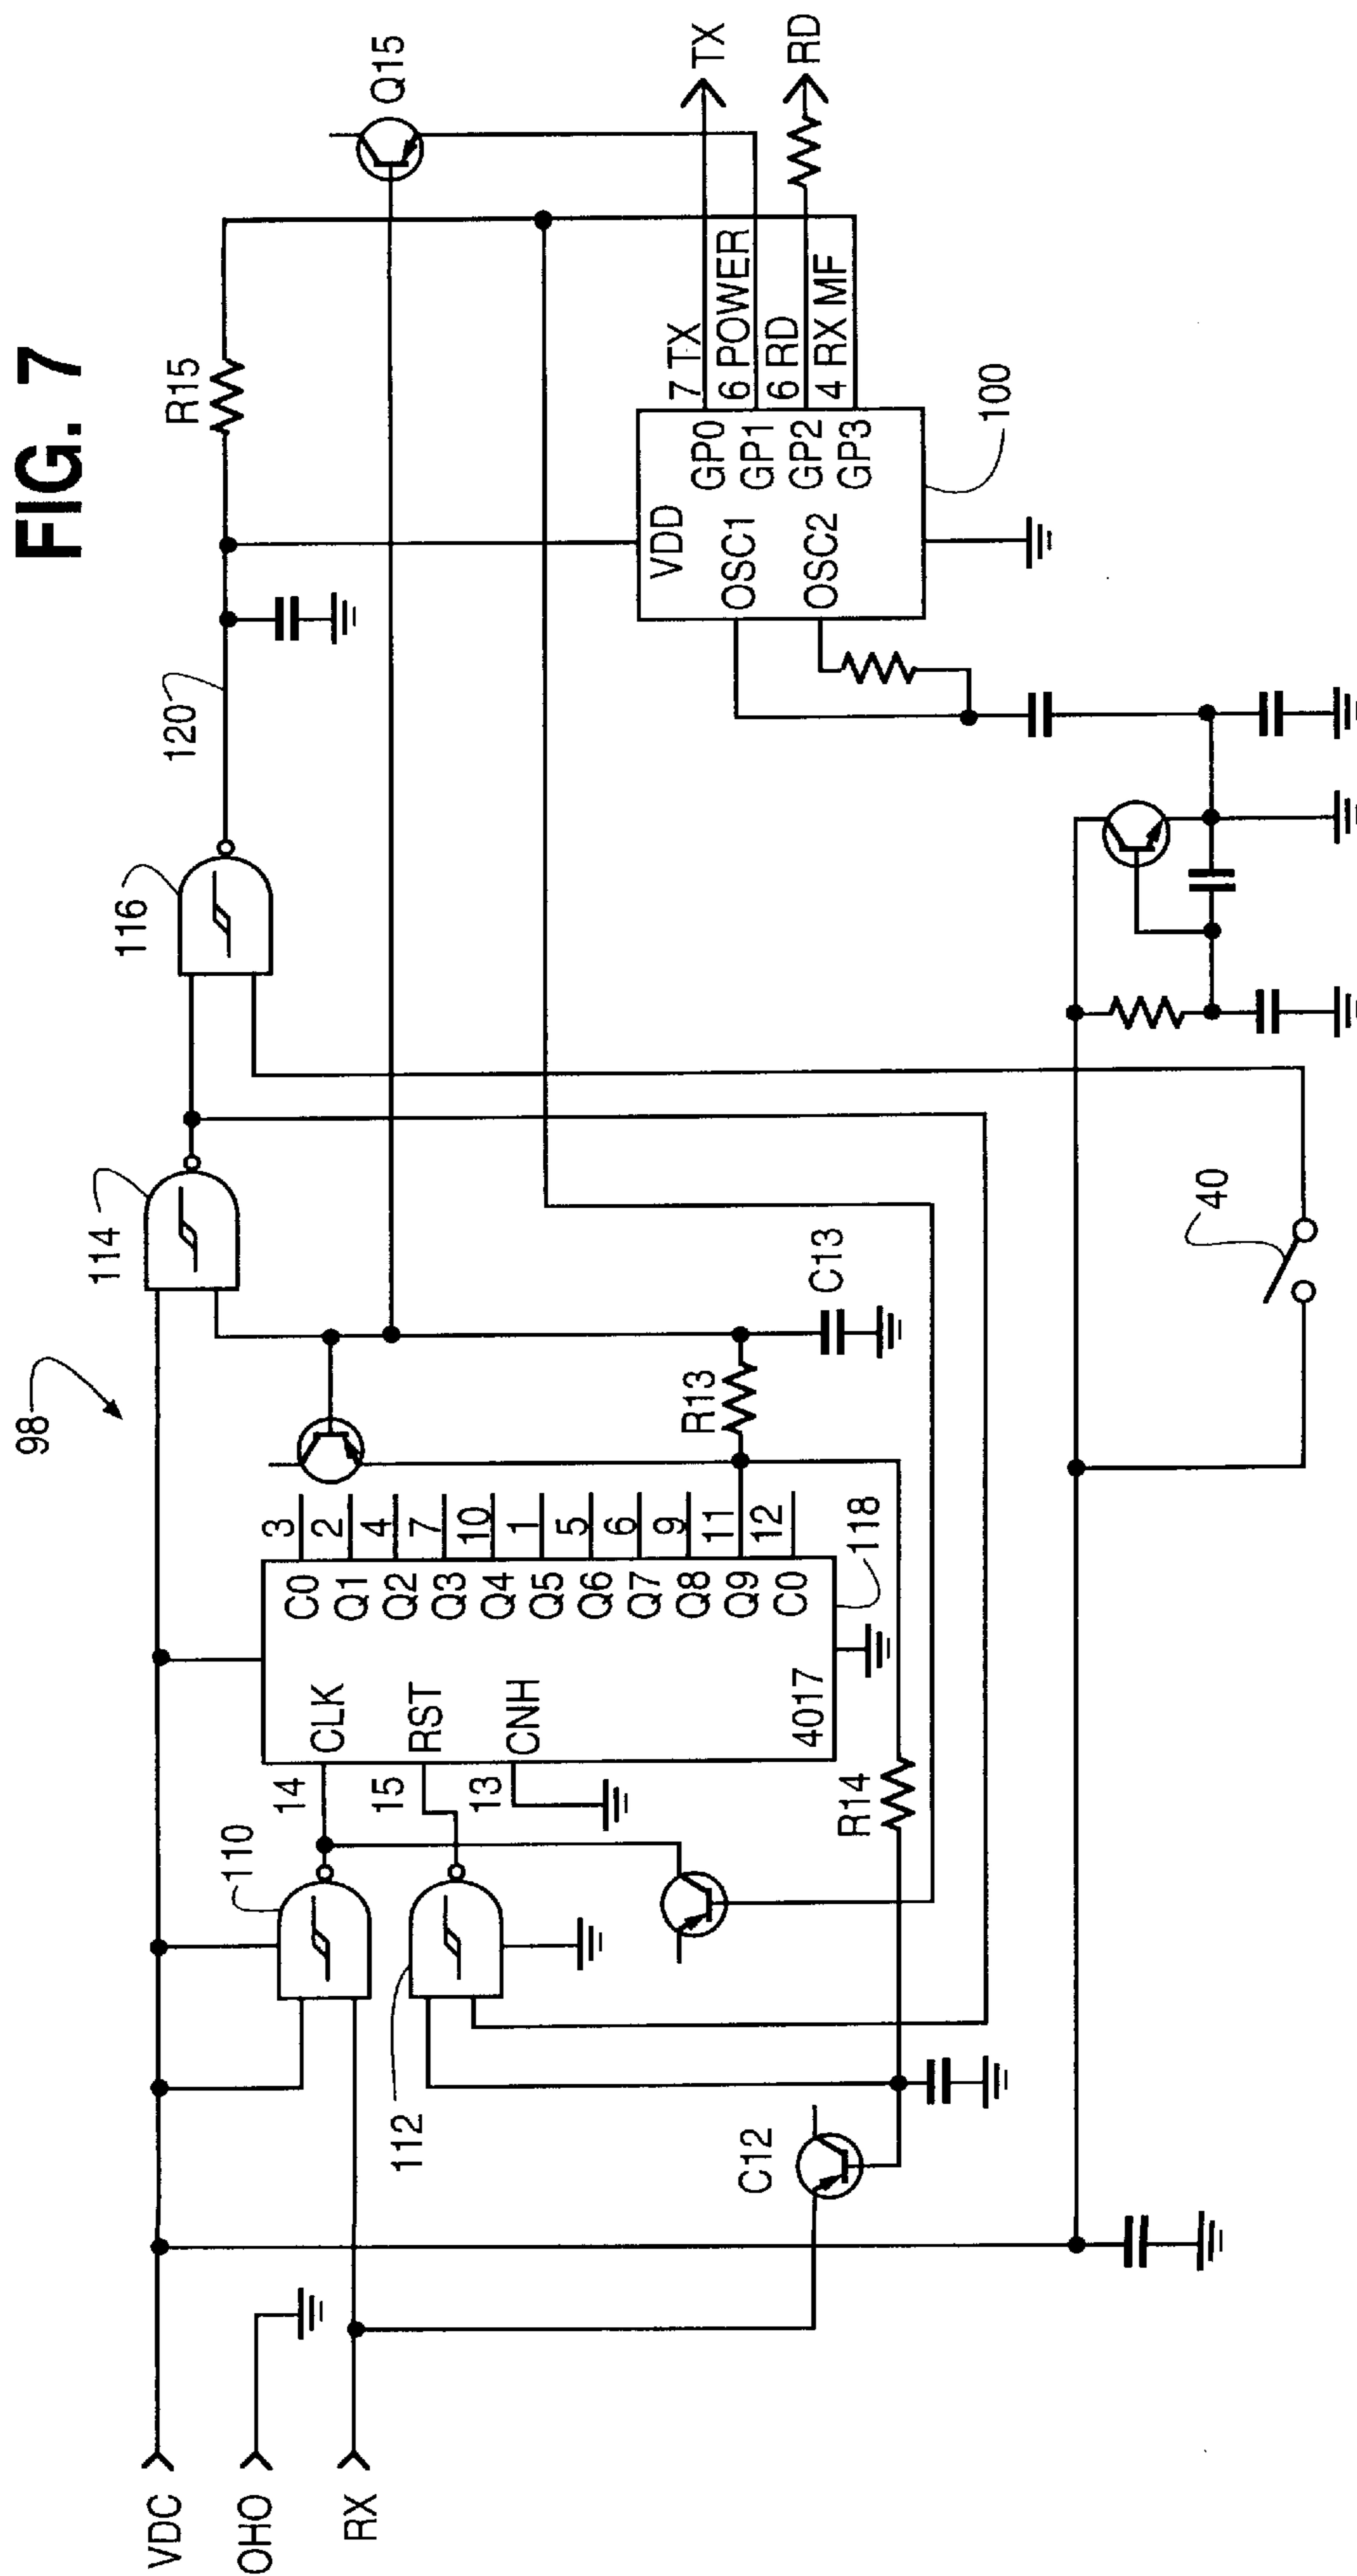 FIG. 7
98
VDC
OHO
RX
110
112
114
116
120
R15
Q15
14
CLK
15
RST
13
CNH
4017
118
C0 3
Q1 2
Q2 4
Q3 7
Q4 10
Q5 1
Q6 5
Q7 6
Q8 9
Q9 11
C0 12
R13
C13
R14
C12
40
VDD
OSC1
OSC2
GP0 7 TX
GP1 6 POWER
GP2 6 RD
GP3 4 RX MF
100
TX
RD